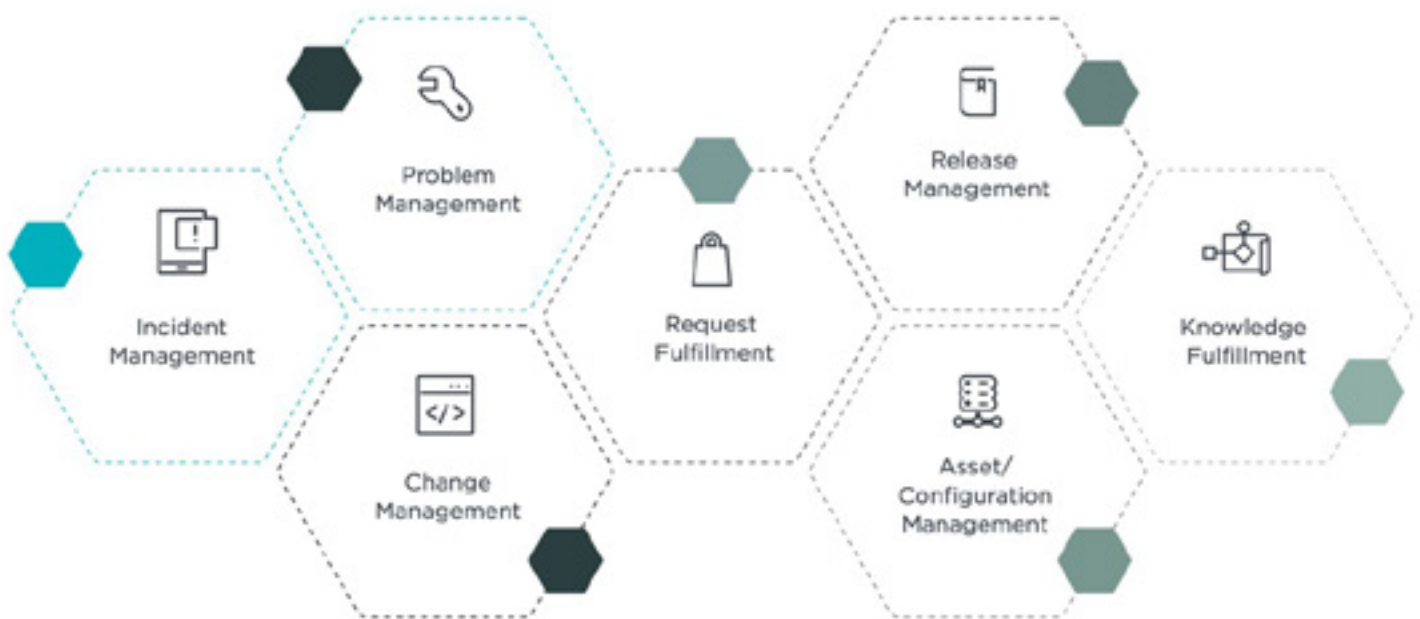 Problem
Management
Release
Management
Incident
Management
!
Request
Fulfillment
Knowledge
Fulfillment
</>
Change
Management
Asset/
Configuration
Management